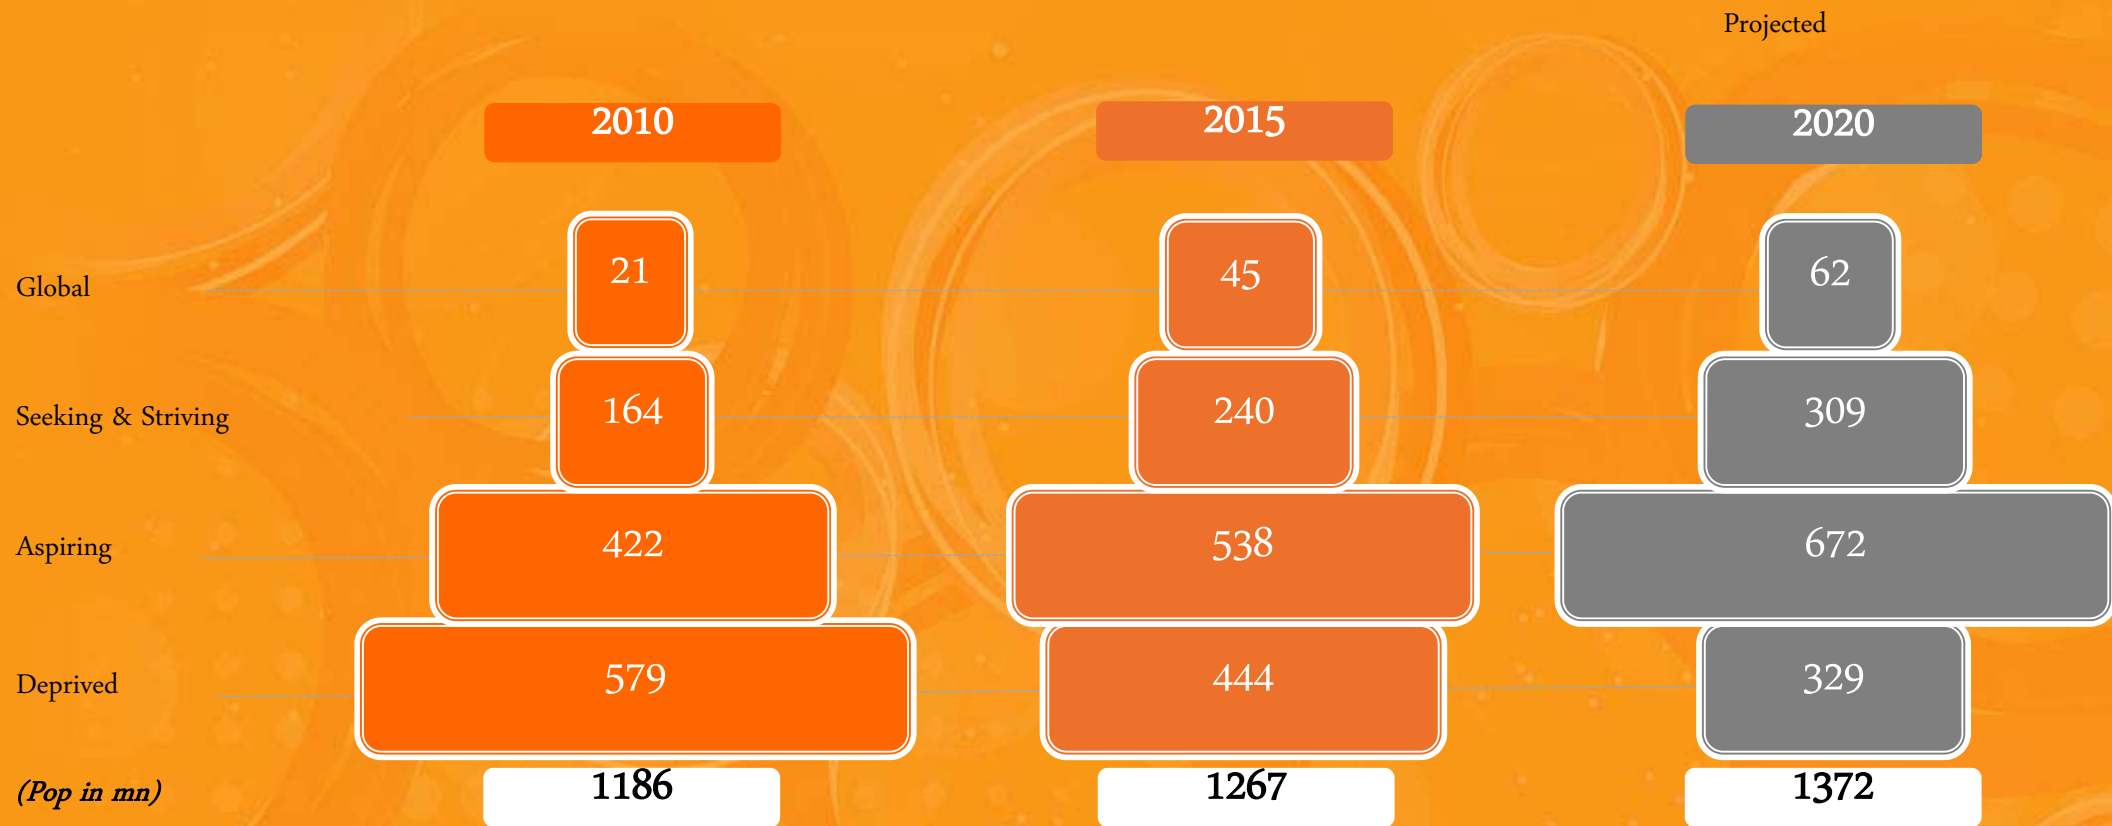 Projected
2010 2015 2020
Global 21 45 62
Seeking & Striving 164 240 309
Aspiring 422 538 672
Deprived 579 444 329
(Pop in mn) 1186 1267 1372